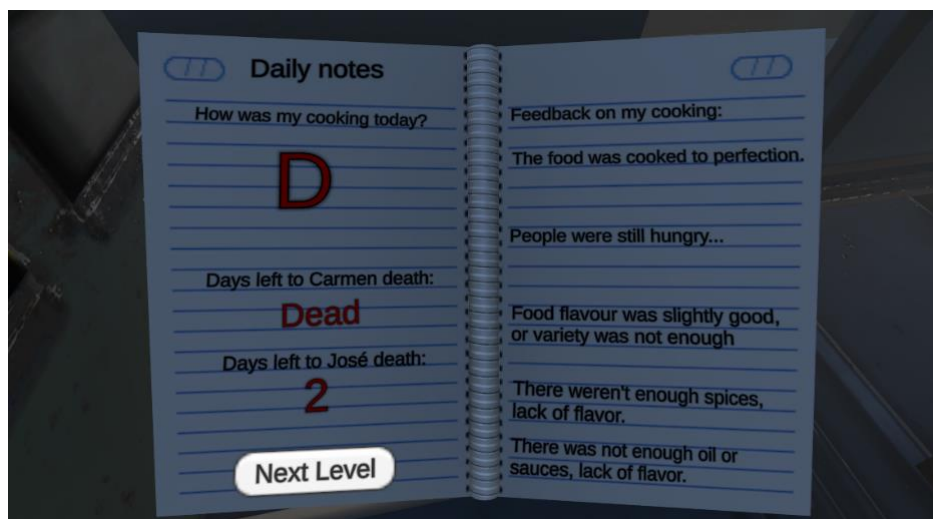 Daily notes
How was my cooking today?
D
Days left to Carmen death:
Dead
Days left to José death:
2
Next Level
Feedback on my cooking:
The food was cooked to perfection.
People were still hungry...
Food flavour was slightly good,
or variety was not enough
There weren't enough spices,
lack of flavor.
There was not enough oil or
sauces, lack of flavor.